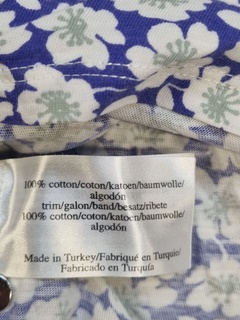 100% cotton/coton/katoen/baumwolle/
algodón
trim/galon/band/besatz/ribete
100% cotton/coton/katoen/baumwolle/
algodón
Made in Turkey/Fabriqué en Turquie/
Fabricado en Turquía